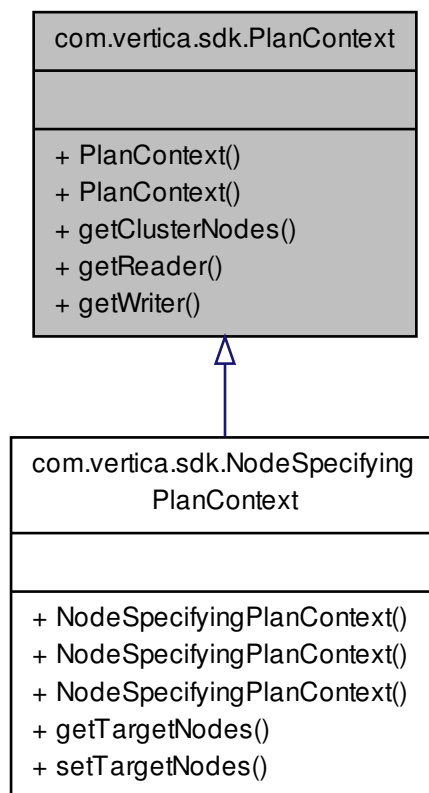 com.vertica.sdk.PlanContext
+ PlanContext()
+ PlanContext()
+ getClusterNodes()
+ getReader()
+ getWriter()
com.vertica.sdk.NodeSpecifying
PlanContext
+ NodeSpecifyingPlanContext()
+ NodeSpecifyingPlanContext()
+ NodeSpecifyingPlanContext()
+ getTargetNodes()
+ setTargetNodes()